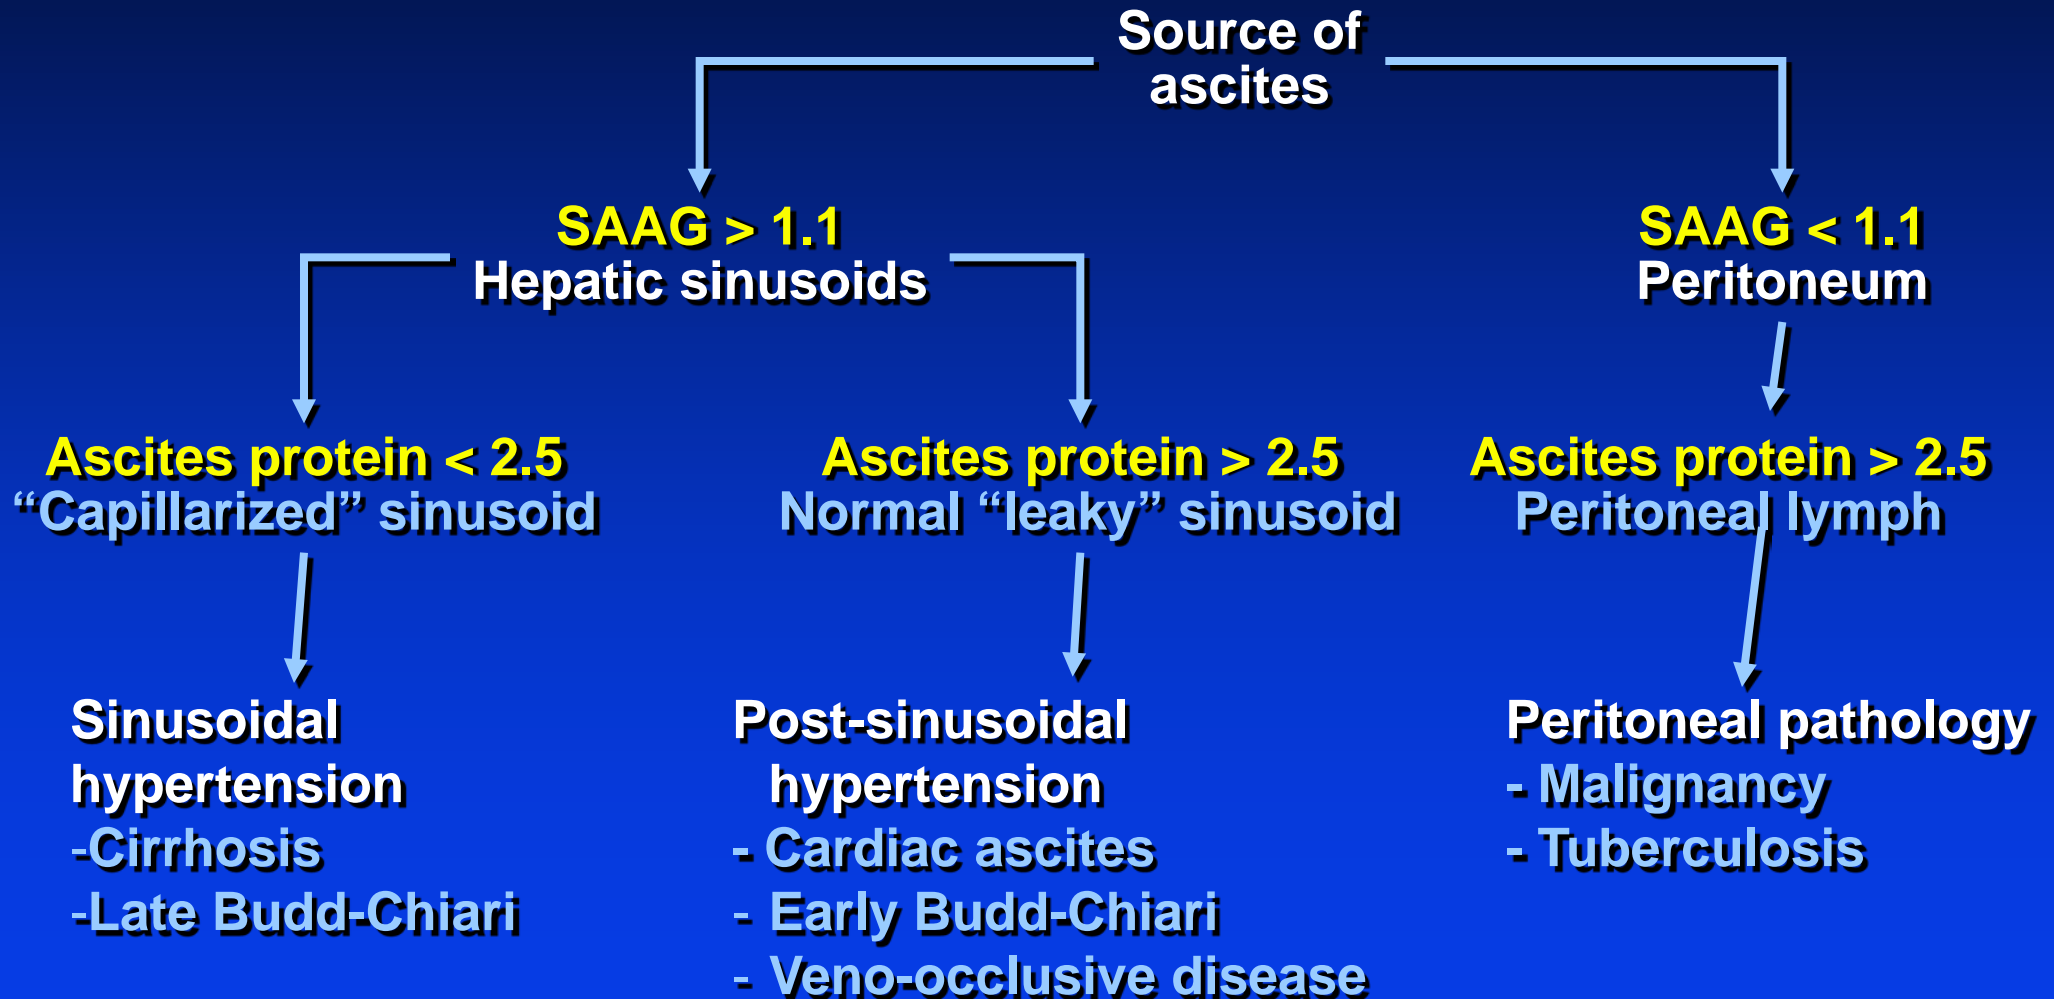 Source of
ascites
SAAG > 1.1
Hepatic sinusoids
SAAG < 1.1
Peritoneum
Ascites protein < 2.5
“Capillarized” sinusoid
Ascites protein > 2.5
Normal “leaky” sinusoid
Ascites protein > 2.5
Peritoneal lymph
Sinusoidal
hypertension
-Cirrhosis
-Late Budd-Chiari
Post-sinusoidal
hypertension
- Cardiac ascites
- Early Budd-Chiari
- Veno-occlusive disease
Peritoneal pathology
- Malignancy
- Tuberculosis